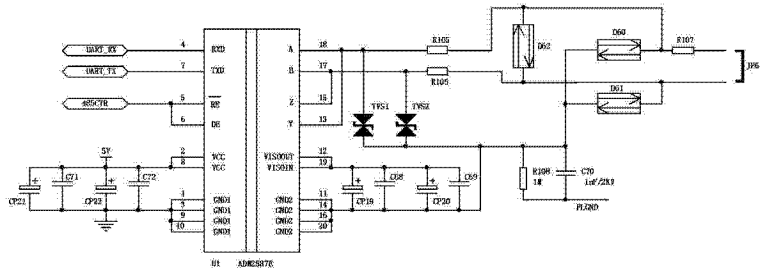 UART_RX 4 RXD A 18 R105 D62 D60 R107
UART_TX 7 TXD B 17 R106 JP6
485CTR 5 RE Z 15 D61
6 DE Y 13 TVS1 TVS2
5V 2 VCC VISOOUT 12
8 VCC VISOIN 19
CP21 C71 CP22 C72 CP19 C68 CP20 C69 R108 1M C70 1nF/2KV
1 GND1 GND2 11
3 GND1 GND2 14
9 GND1 GND2 16
10 GND1 GND2 20
FLGND
U1 ADM2587E